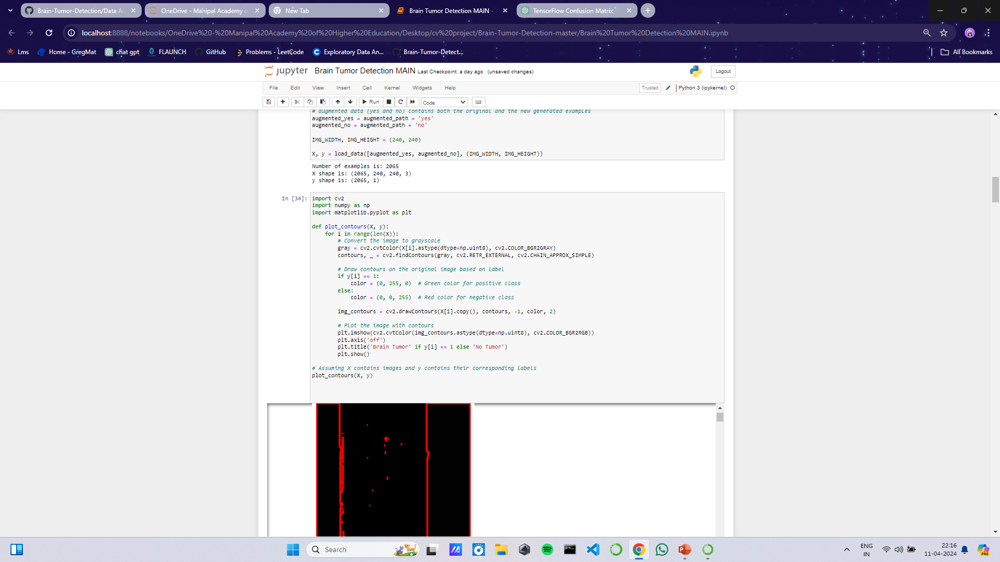 Brain-Tumor-Detection/Data A
OneDrive - Manipal Academy o
New Tab
Brain Tumor Detection MAIN -
TensorFlow Confusion Matrix
localhost:8888/notebooks/OneDrive%20-%20Manipal%20Academy%20of%20Higher%20Education/Desktop/cv%20project/Brain-Tumor-Detection-master/Brain%20Tumor%20Detection%20MAIN.ipynb
Lms
Home - GregMat
chat gpt
FLAUNCH
GitHub
Problems - LeetCode
Exploratory Data An...
Brain-Tumor-Detect...
All Bookmarks
jupyter Brain Tumor Detection MAIN Last Checkpoint: a day ago (unsaved changes)
Logout
File Edit View Insert Cell Kernel Widgets Help
Trusted
Python 3 (ipykernel)
Run
Code
# augmented data (yes and no) contains both the original and the new generated examples
augmented_yes = augmented_path + 'yes'
augmented_no = augmented_path + 'no'
IMG_WIDTH, IMG_HEIGHT = (240, 240)
X, y = load_data([augmented_yes, augmented_no], (IMG_WIDTH, IMG_HEIGHT))
Number of examples is: 2065
X shape is: (2065, 240, 240, 3)
y shape is: (2065, 1)
In [34]:
import cv2
import numpy as np
import matplotlib.pyplot as plt
def plot_contours(X, y):
for i in range(len(X)):
# Convert the image to grayscale
gray = cv2.cvtColor(X[i].astype(dtype=np.uint8), cv2.COLOR_BGR2GRAY)
contours, _ = cv2.findContours(gray, cv2.RETR_EXTERNAL, cv2.CHAIN_APPROX_SIMPLE)
# Draw contours on the original image based on label
if y[i] == 1:
color = (0, 255, 0)  # Green color for positive class
else:
color = (0, 0, 255)  # Red color for negative class
img_contours = cv2.drawContours(X[i].copy(), contours, -1, color, 2)
# Plot the image with contours
plt.imshow(cv2.cvtColor(img_contours.astype(dtype=np.uint8), cv2.COLOR_BGR2RGB))
plt.axis('off')
plt.title('Brain Tumor' if y[i] == 1 else 'No Tumor')
plt.show()
# Assuming X contains images and y contains their corresponding labels
plot_contours(X, y)
Search
ENG
IN
22:16
11-04-2024
PRE